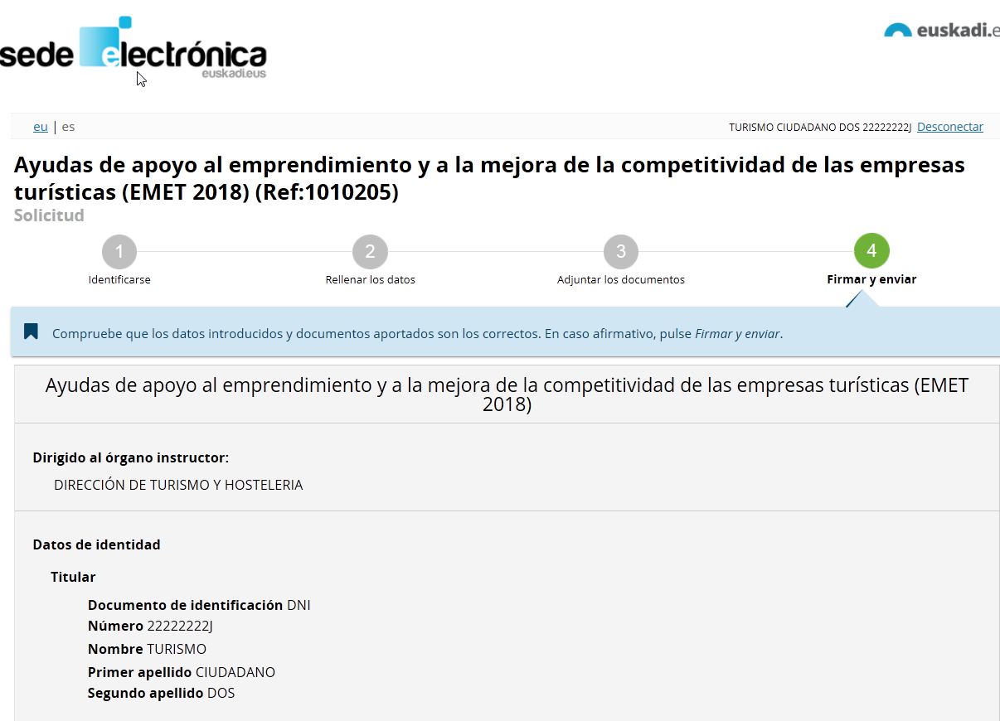 sede electrónica
euskadi.eus
euskadi.e
eu | es
TURISMO CIUDADANO DOS 22222222J Desconectar
Ayudas de apoyo al emprendimiento y a la mejora de la competitividad de las empresas
turísticas (EMET 2018) (Ref:1010205)
Solicitud
1
2
3
4
Identificarse
Rellenar los datos
Adjuntar los documentos
Firmar y enviar
Compruebe que los datos introducidos y documentos aportados son los correctos. En caso afirmativo, pulse Firmar y enviar.
Ayudas de apoyo al emprendimiento y a la mejora de la competitividad de las empresas turísticas (EMET
2018)
Dirigido al órgano instructor:
DIRECCIÓN DE TURISMO Y HOSTELERIA
Datos de identidad
Titular
Documento de identificación DNI
Número 22222222J
Nombre TURISMO
Primer apellido CIUDADANO
Segundo apellido DOS